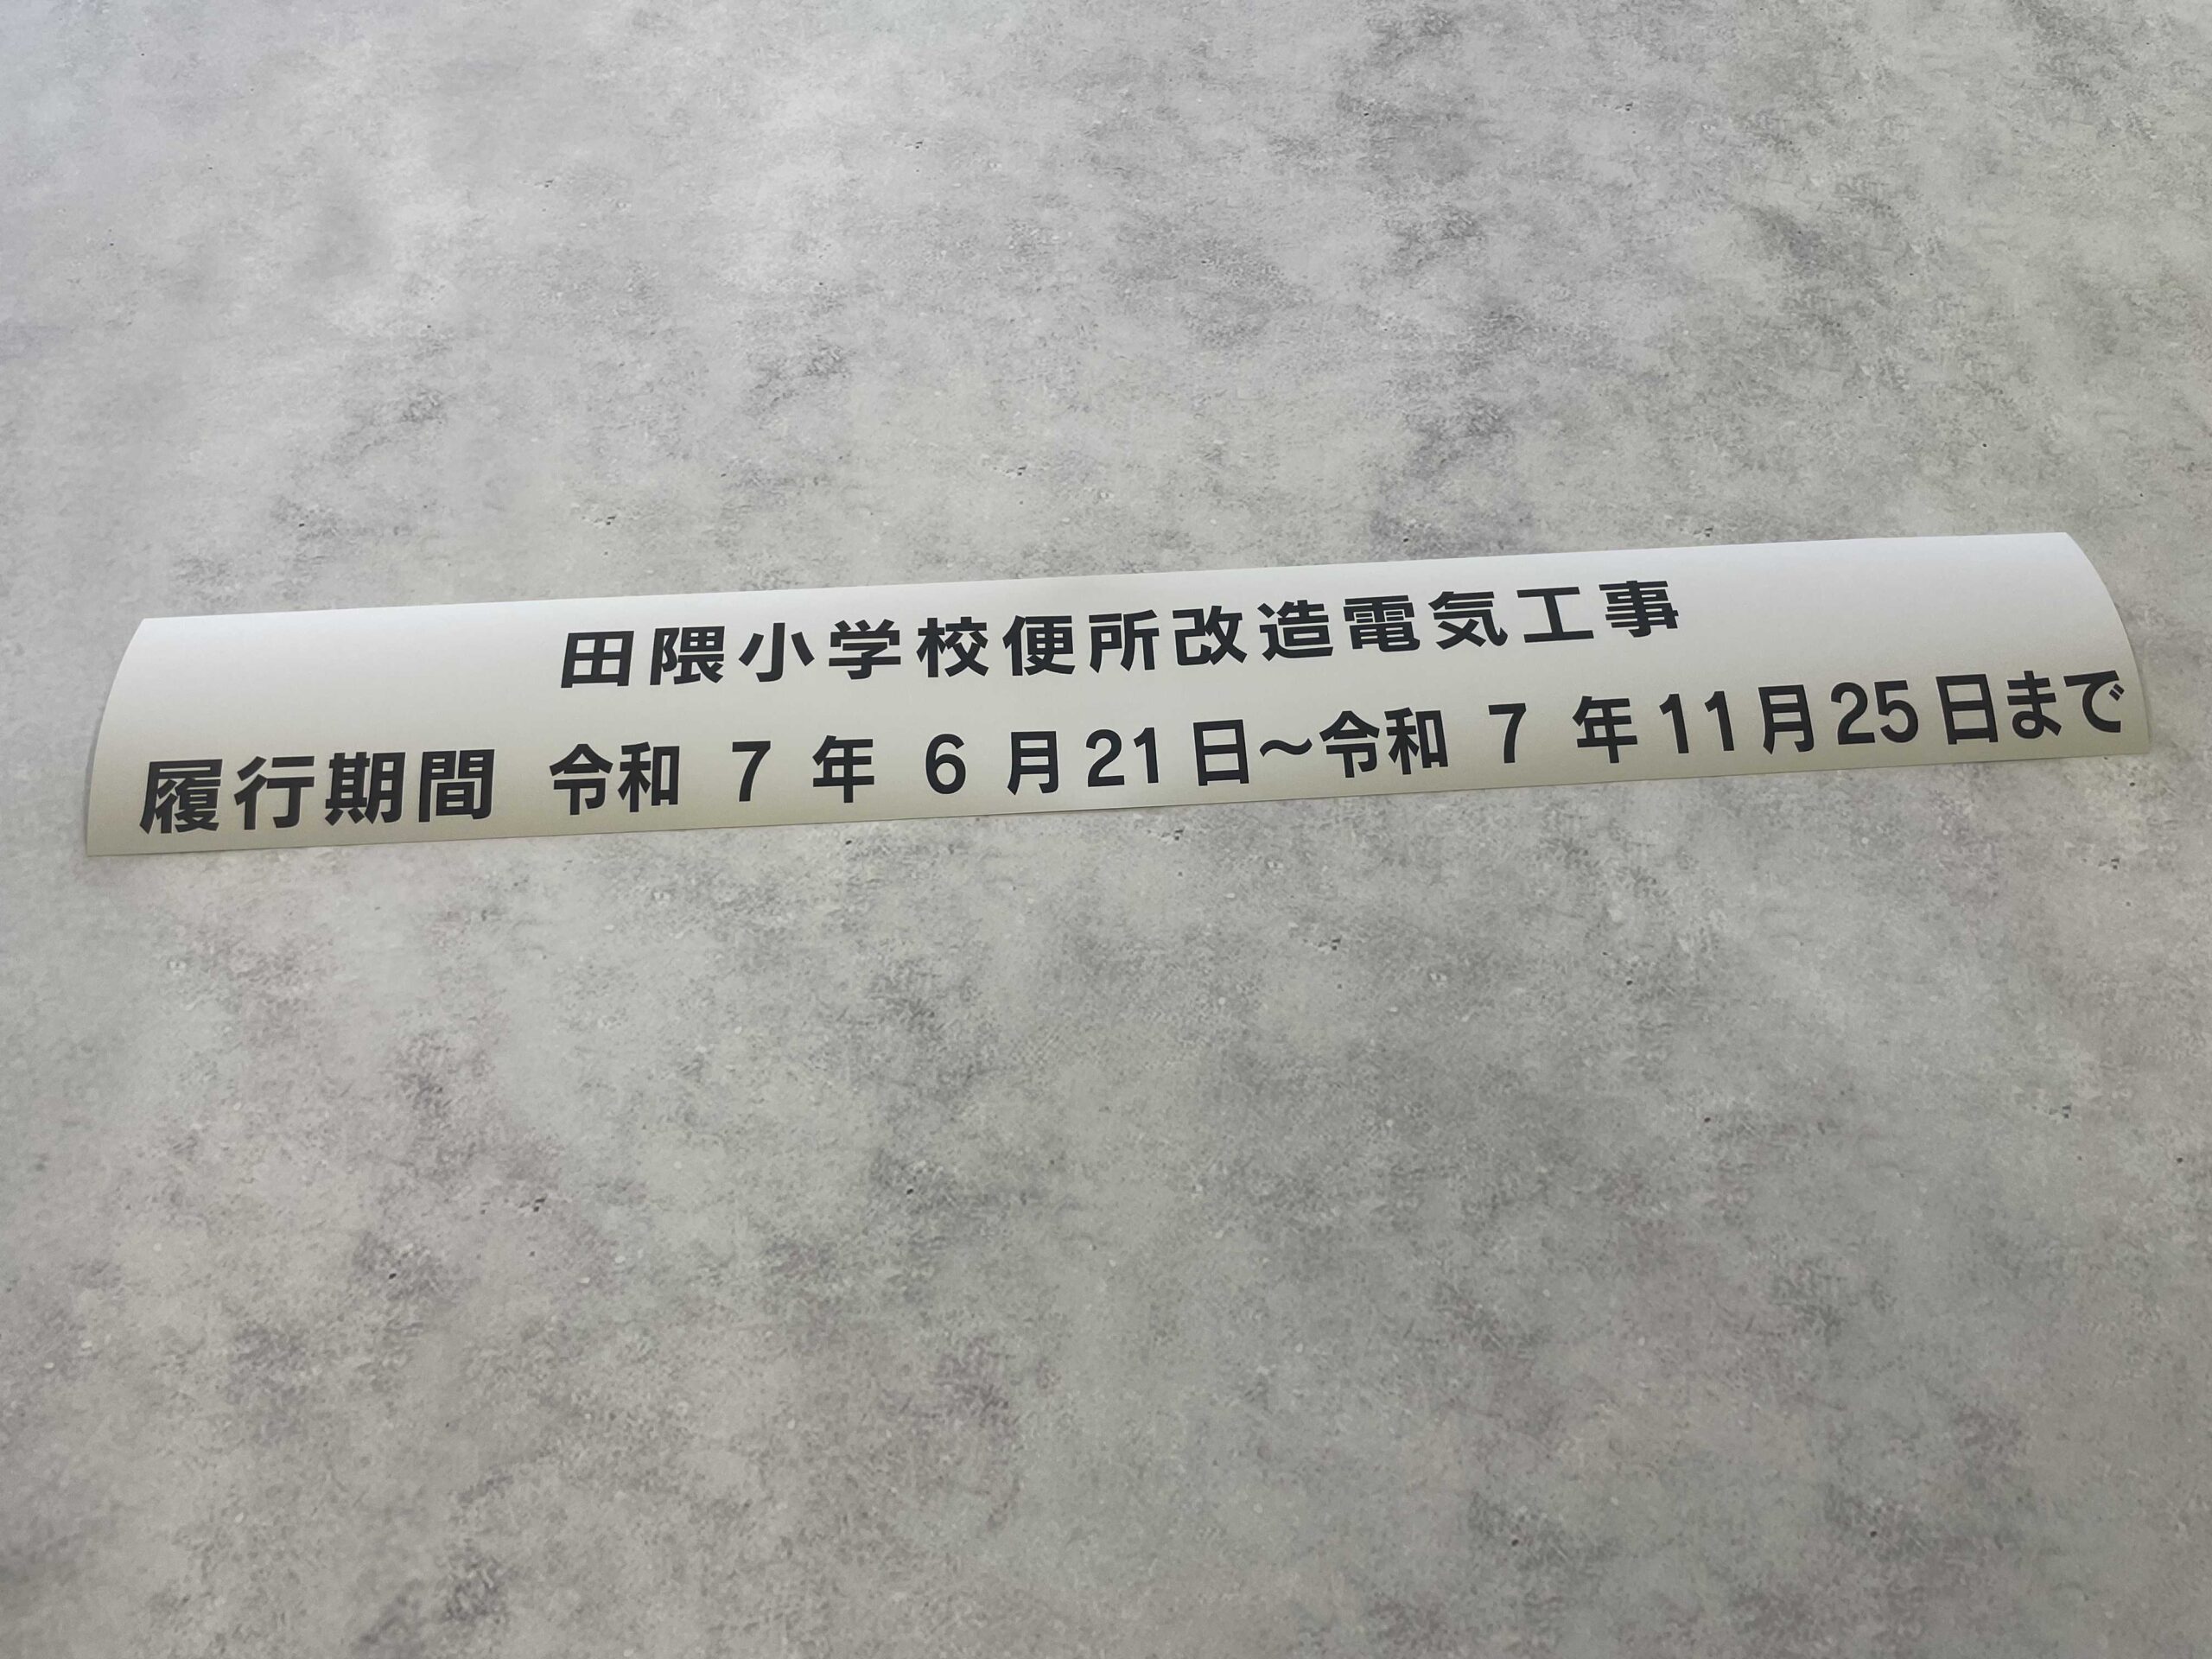 田隈小学校便所改造電気工事
履行期間 令和 7 年 6 月21日～令和 7 年11月25日まで